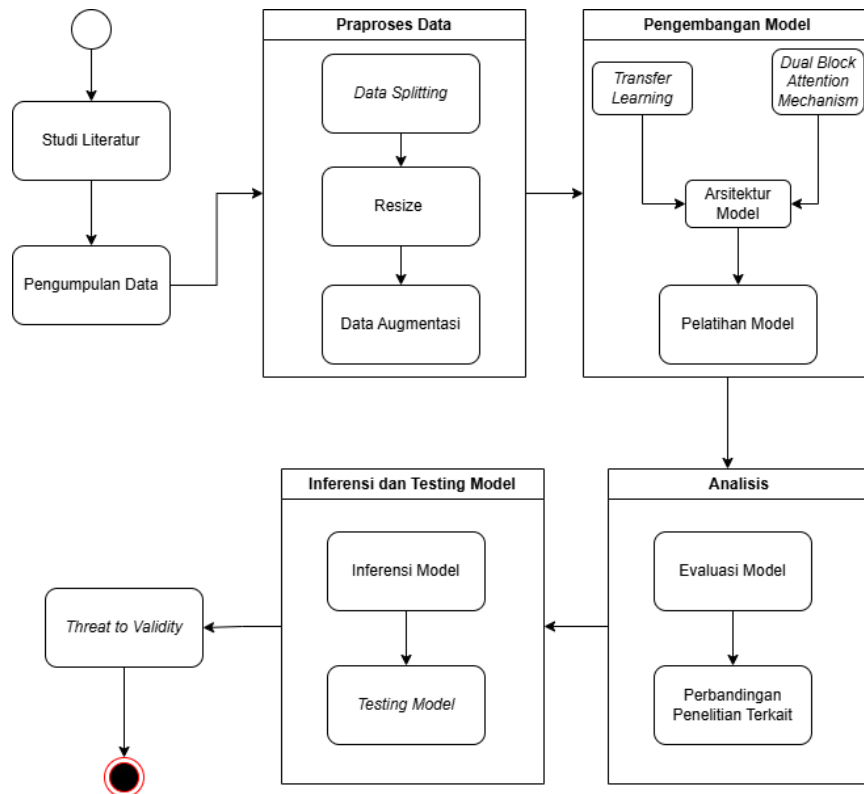 Praproses Data
Pengembangan Model
Studi Literatur
Pengumpulan Data
Data Splitting
Resize
Data Augmentasi
Transfer
Learning
Dual Block
Attention
Mechanism
Arsitektur
Model
Pelatihan Model
Inferensi dan Testing Model
Analisis
Threat to Validity
Inferensi Model
Testing Model
Evaluasi Model
Perbandingan
Penelitian Terkait